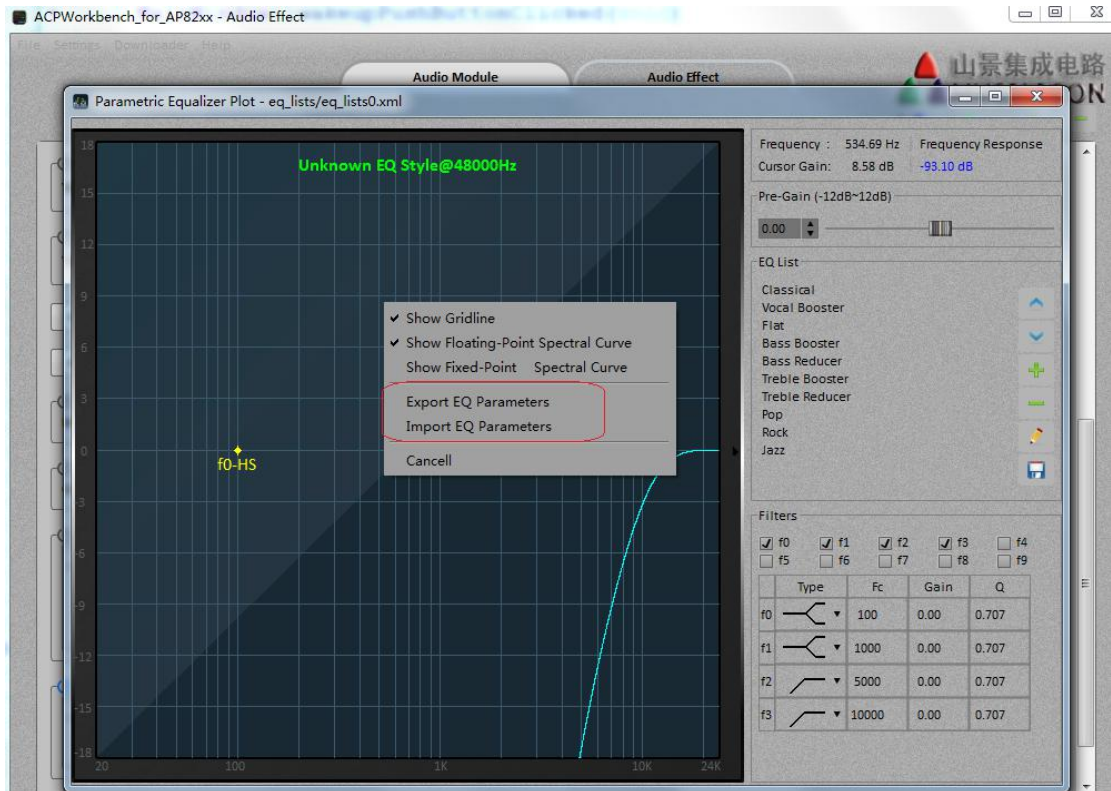 ACPWorkbench_for_AP82xx - Audio Effect
File Settings Downloader Help
Audio Module
Audio Effect
山景集成电路
Parametric Equalizer Plot - eq_lists/eq_lists0.xml
ON
18
15
12
9
6
3
0
-3
-6
-9
-12
-15
-18
20
100
1K
10K
24K
Unknown EQ Style@48000Hz
f0-HS
Show Gridline
Show Floating-Point Spectral Curve
Show Fixed-Point Spectral Curve
Export EQ Parameters
Import EQ Parameters
Cancell
Frequency : 534.69 Hz Frequency Response
Cursor Gain: 8.58 dB -93.10 dB
Pre-Gain (-12dB~12dB)
0.00
EQ List
Classical
Vocal Booster
Flat
Bass Booster
Bass Reducer
Treble Booster
Treble Reducer
Pop
Rock
Jazz
Filters
f0 f1 f2 f3 f4
f5 f6 f7 f8 f9
Type Fc Gain Q
f0 100 0.00 0.707
f1 1000 0.00 0.707
f2 5000 0.00 0.707
f3 10000 0.00 0.707